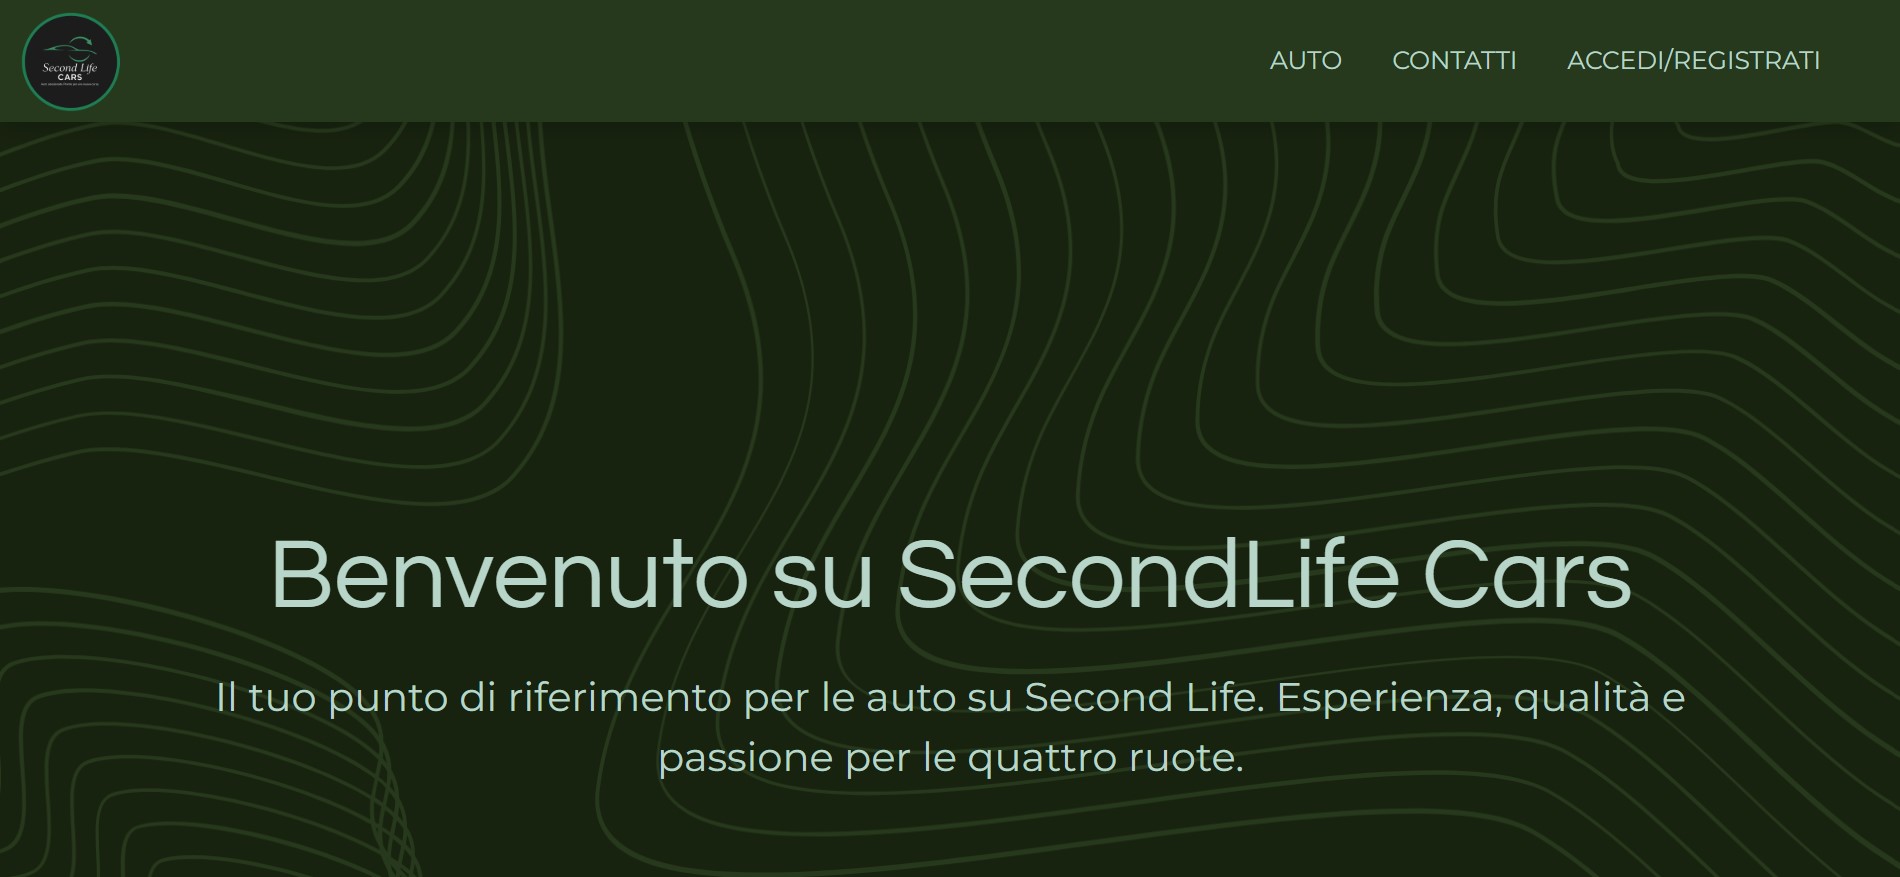 Second Life
CARS
AUTO
CONTATTI
ACCEDI/REGISTRATI
Benvenuto su SecondLife Cars
Il tuo punto di riferimento per le auto su Second Life. Esperienza, qualità e
passione per le quattro ruote.